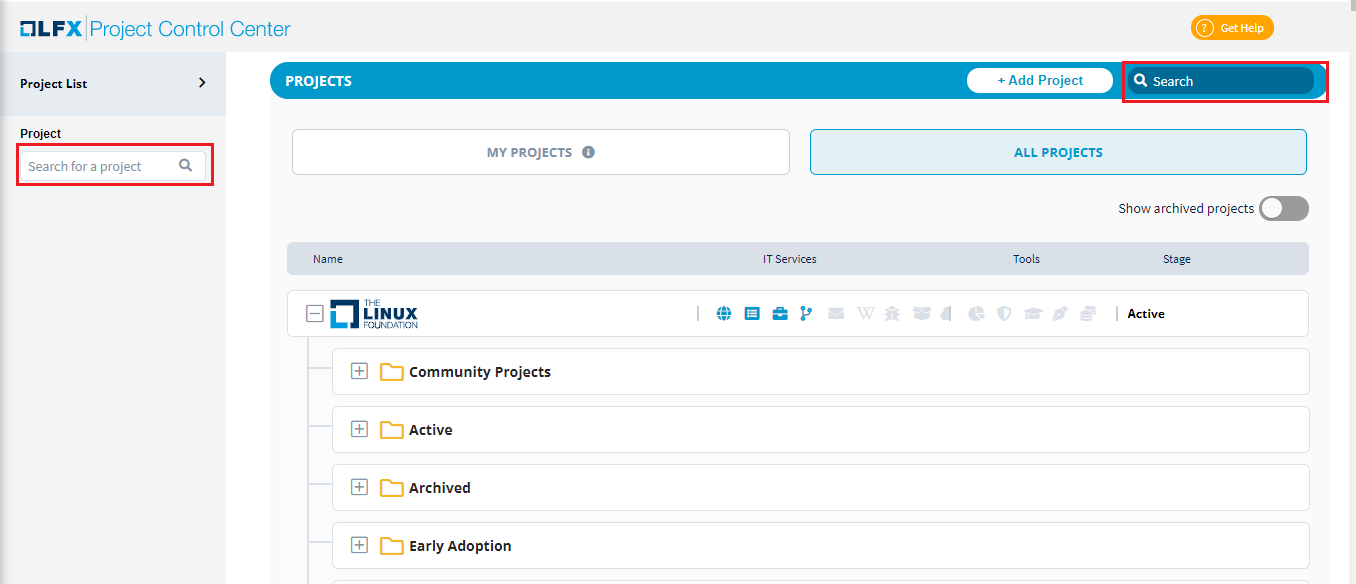 LFX Project Control Center
Get Help
Project List
Project
Search for a project
PROJECTS
+ Add Project
Search
MY PROJECTS
ALL PROJECTS
Show archived projects
Name IT Services Tools Stage
THE
LINUX
FOUNDATION
Active
Community Projects
Active
Archived
Early Adoption